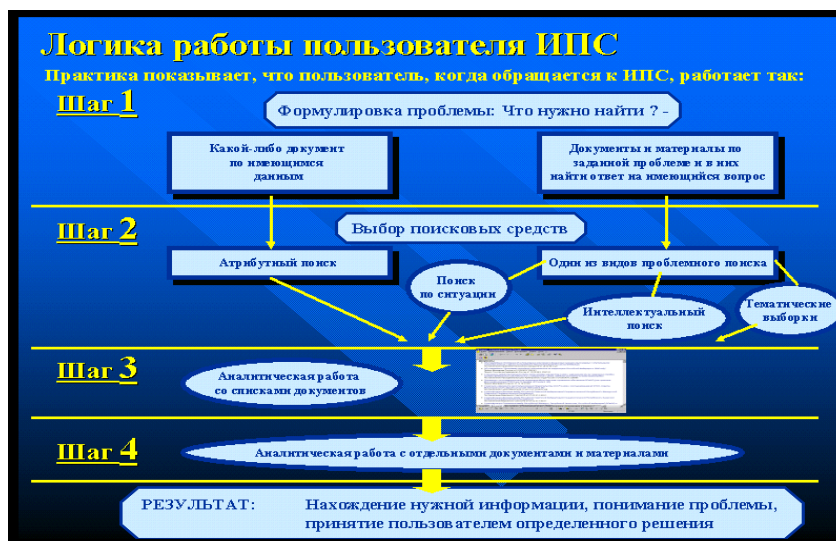 Логика работы пользователя ИПС
Практика показывает, что пользователь, когда обращается к ИПС, работает так:
Шаг 1
Формулировка проблемы: Что нужно найти ? -
Какой-либо документ
по имеющимся
данным
Документы и материалы по
заданной проблеме и в них
найти ответ на имеющийся вопрос
Шаг 2
Выбор поисковых средств
Атрибутный поиск
Один из видов проблемного поиска
Поиск
по ситуации
Интеллектуальный
поиск
Тематические
выборки
Шаг 3
Аналитическая работа
со списками документов
Шаг 4
Аналитическая работа с отдельными документами и материалами
РЕЗУЛЬТАТ: Нахождение нужной информации, понимание проблемы,
принятие пользователем определенного решения